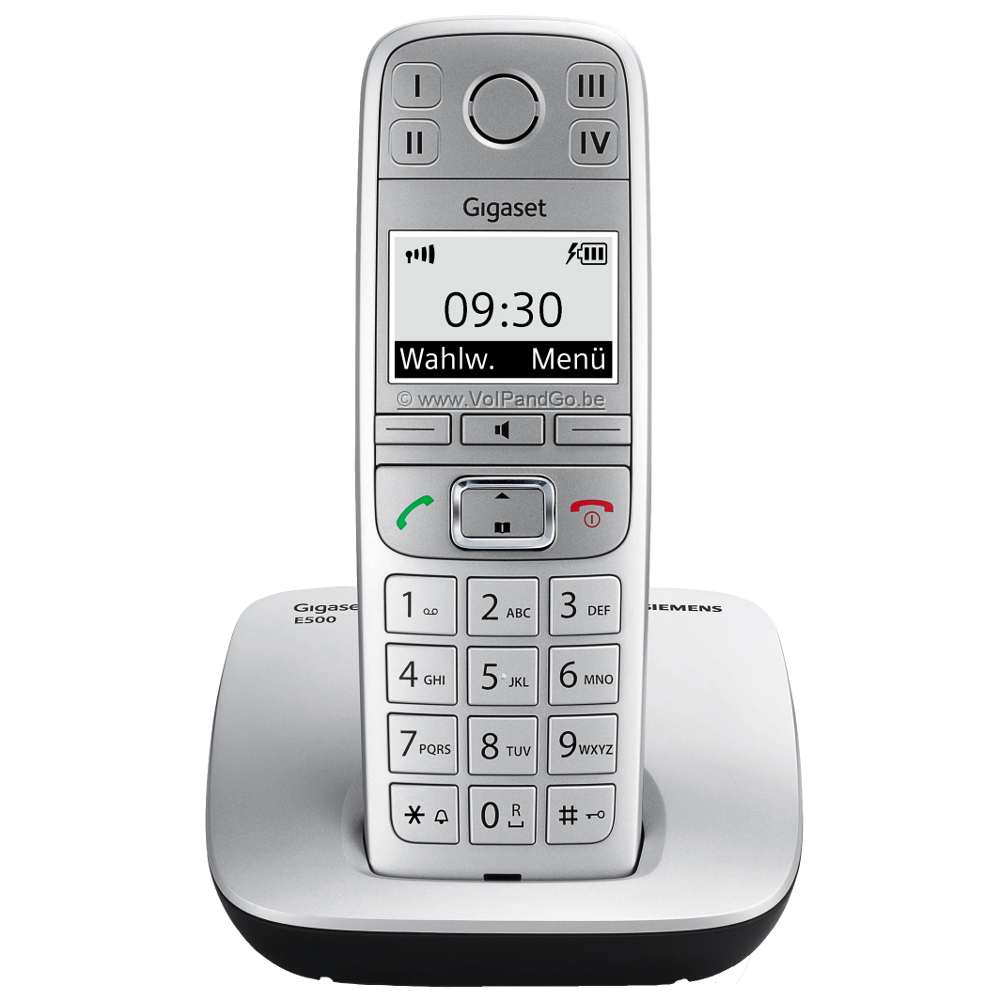 I III
II IV
Gigaset
09:30
Wahlw. Menü
© www.VoIPandGo.be
1 2 ABC 3 DEF
Gigase SIEMENS
E500
4 GHI 5 JKL 6 MNO
7 PQRS 8 TUV 9 WXYZ
* 0 R #